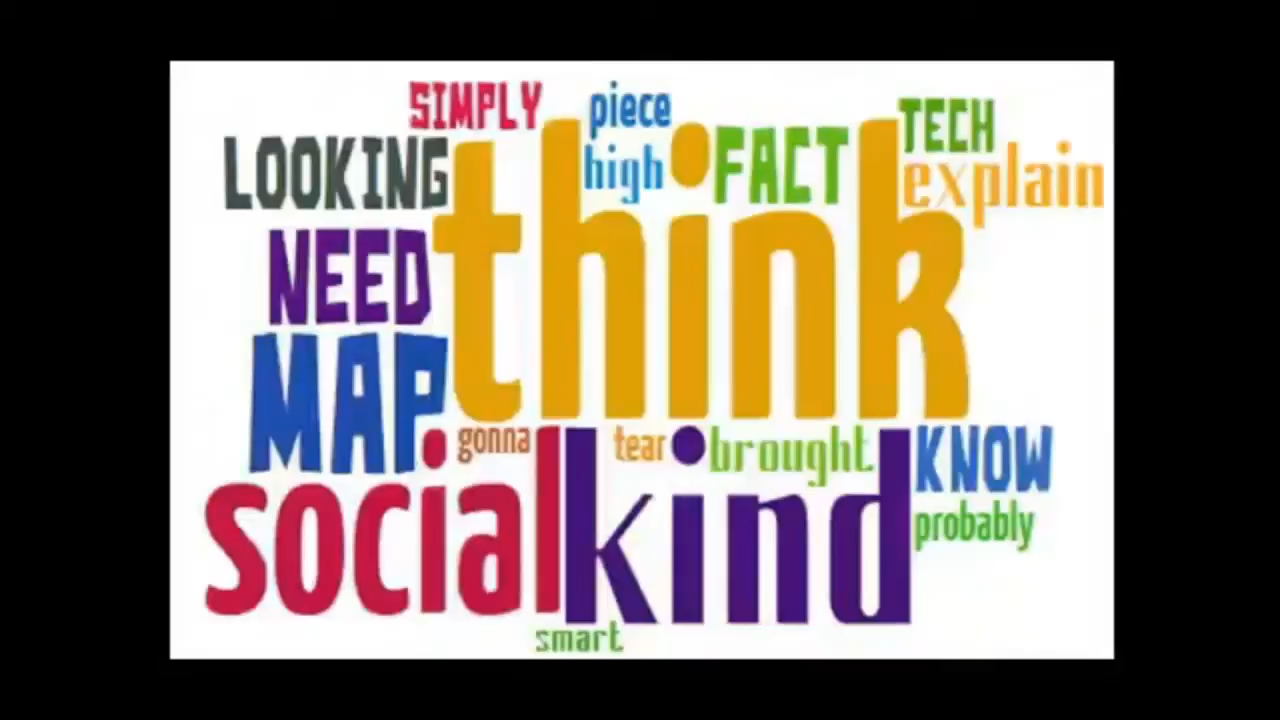 SIMPLY piece TECH
LOOKING high FACT explain
NEED think
MAP
gonna tear brought KNOW
social kind probably
smart